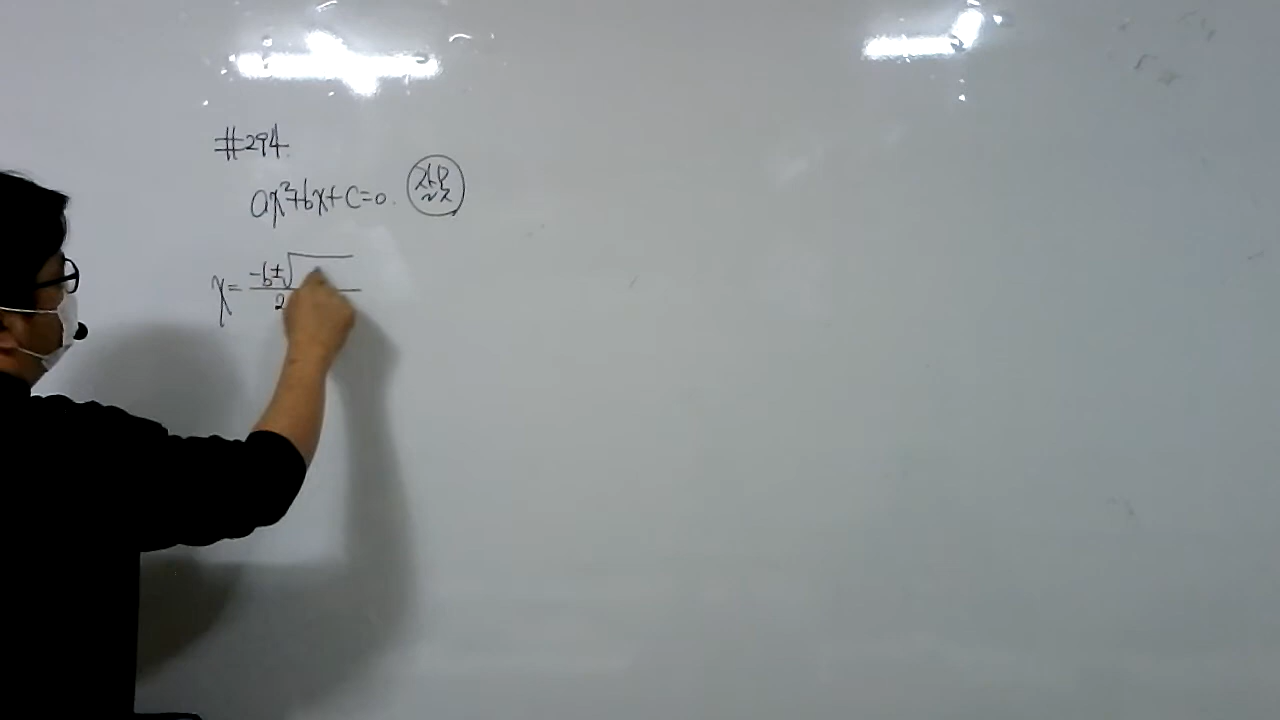 #294.
ax²+bx+c=0.
x = -b±√ / 2